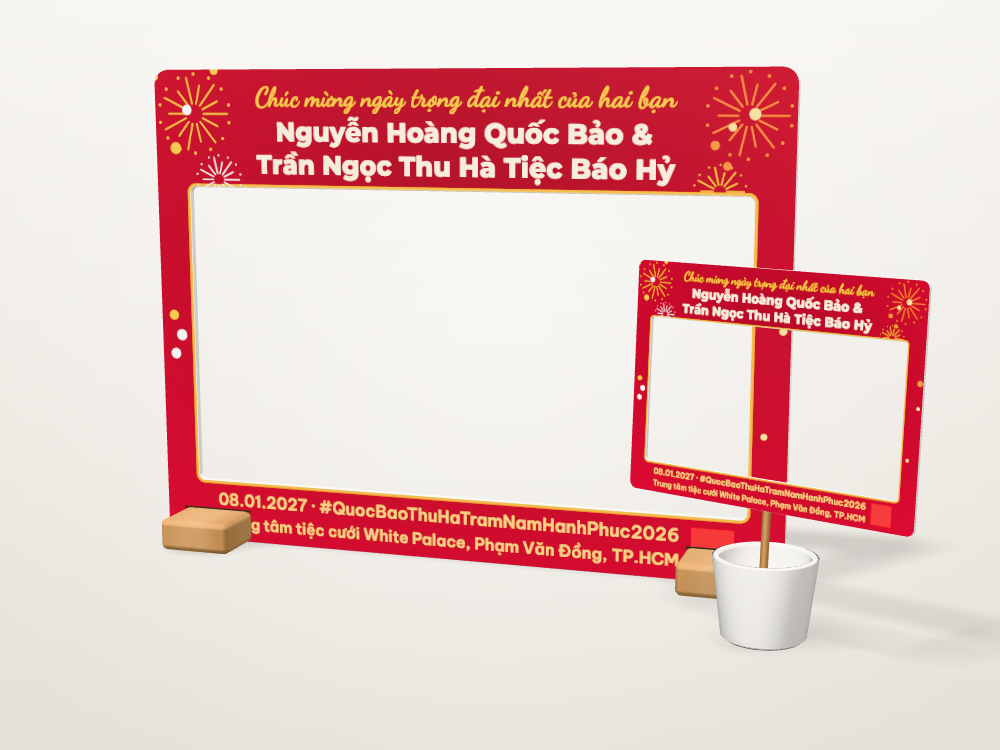 Chúc mừng ngày trọng đại nhất của hai bạn
Nguyễn Hoàng Quốc Bảo &
Trần Ngọc Thu Hà Tiệc Báo Hỷ
08.01.2027 · #QuocBaoThuHaTramNamHanhPhuc2026
tâm tiệc cưới White Palace, Phạm Văn Đồng, TP.HCM
Chúc mừng ngày trọng đại nhất của hai bạn
Nguyễn Hoàng Quốc Bảo &
Trần Ngọc Thu Hà Tiệc Báo Hỷ
08.01.2027 · #QuocBaoThuHaTramNamHanhPhuc2026
Trung tâm tiệc cưới White Palace, Phạm Văn Đồng, TP.HCM